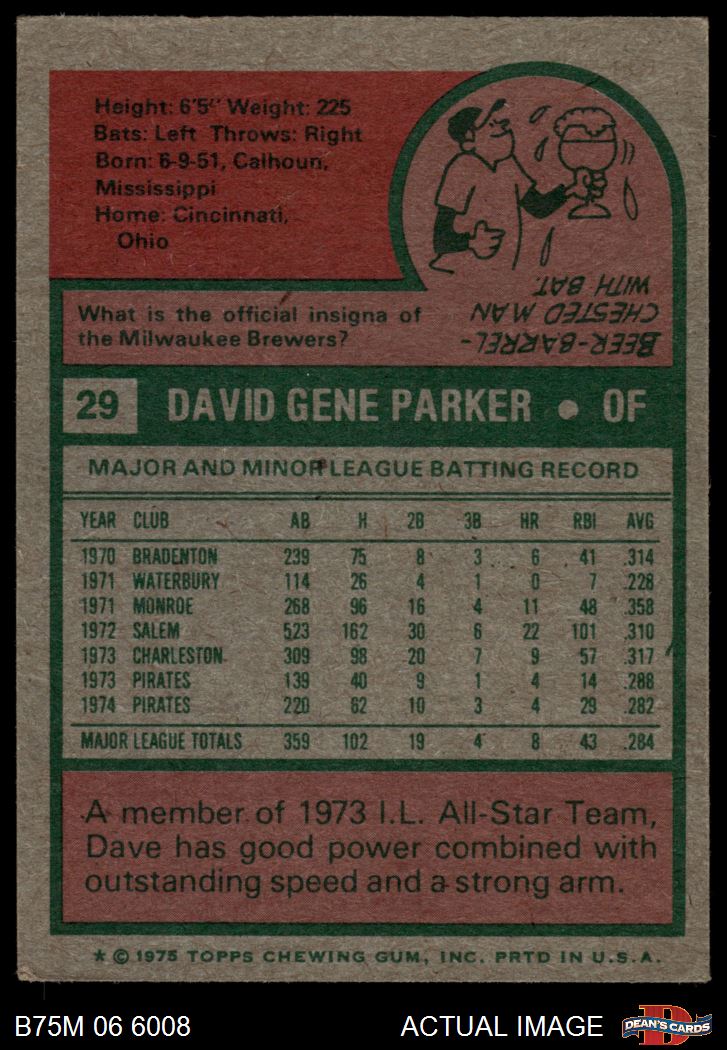 Height: 6'5" Weight: 225
Bats: Left Throws: Right
Born: 6-9-51, Calhoun,
Mississippi
Home: Cincinnati,
Ohio
What is the official insigna of
the Milwaukee Brewers?
BEER-BARREL-
CHESTED MAN
WITH BAT
29 DAVID GENE PARKER • OF
MAJOR AND MINOR LEAGUE BATTING RECORD
YEAR CLUB AB H 2B 3B HR RBI AVG
1970 BRADENTON 239 75 8 3 6 41 .314
1971 WATERBURY 114 26 4 1 0 7 .228
1971 MONROE 268 96 16 4 11 48 .358
1972 SALEM 523 162 30 6 22 101 .310
1973 CHARLESTON 309 98 20 7 9 57 .317
1973 PIRATES 139 40 9 1 4 14 .288
1974 PIRATES 220 62 10 3 4 29 .282
MAJOR LEAGUE TOTALS 359 102 19 4 8 43 .284
A member of 1973 I.L. All-Star Team,
Dave has good power combined with
outstanding speed and a strong arm.
* © 1975 TOPPS CHEWING GUM, INC. PRTD IN U.S.A.
B75M 06 6008 ACTUAL IMAGE
D
DEAN'S CARDS